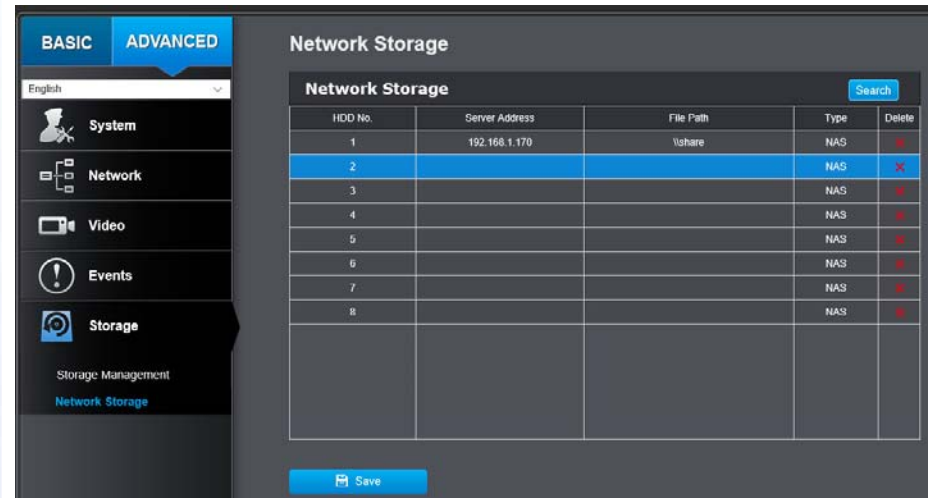 BASIC ADVANCED
English
System
Network
Video
Events
Storage
Storage Management
Network Storage
Network Storage
Network Storage Search
HDD No. Server Address File Path Type Delete
1 192.168.1.170 \\share NAS
2 NAS
3 NAS
4 NAS
5 NAS
6 NAS
7 NAS
8 NAS
Save